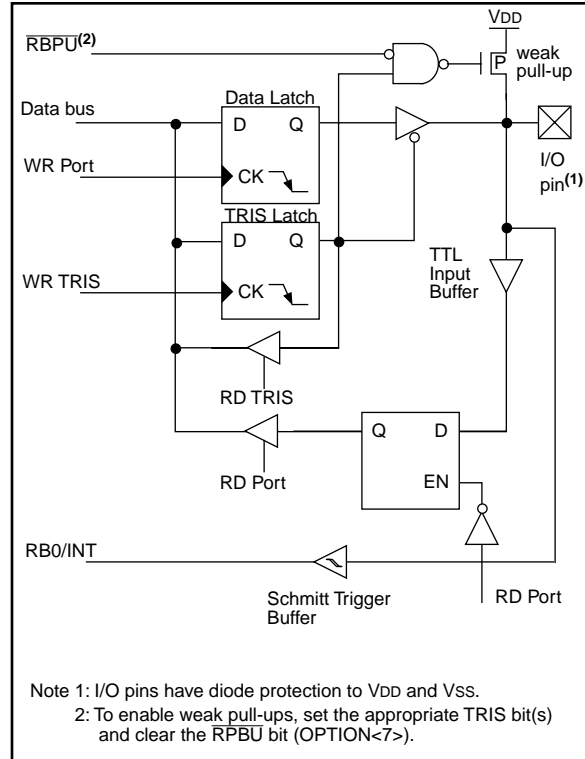 VDD
RBPU(2)
P
weak
pull-up
Data bus
Data Latch
D Q
I/O
pin(1)
WR Port
CK
TRIS Latch
D Q
TTL
Input
Buffer
WR TRIS
CK
RD TRIS
Q D
RD Port
EN
RB0/INT
Schmitt Trigger
Buffer
RD Port
Note 1: I/O pins have diode protection to VDD and VSS.
2: To enable weak pull-ups, set the appropriate TRIS bit(s)
and clear the RPBU bit (OPTION<7>).